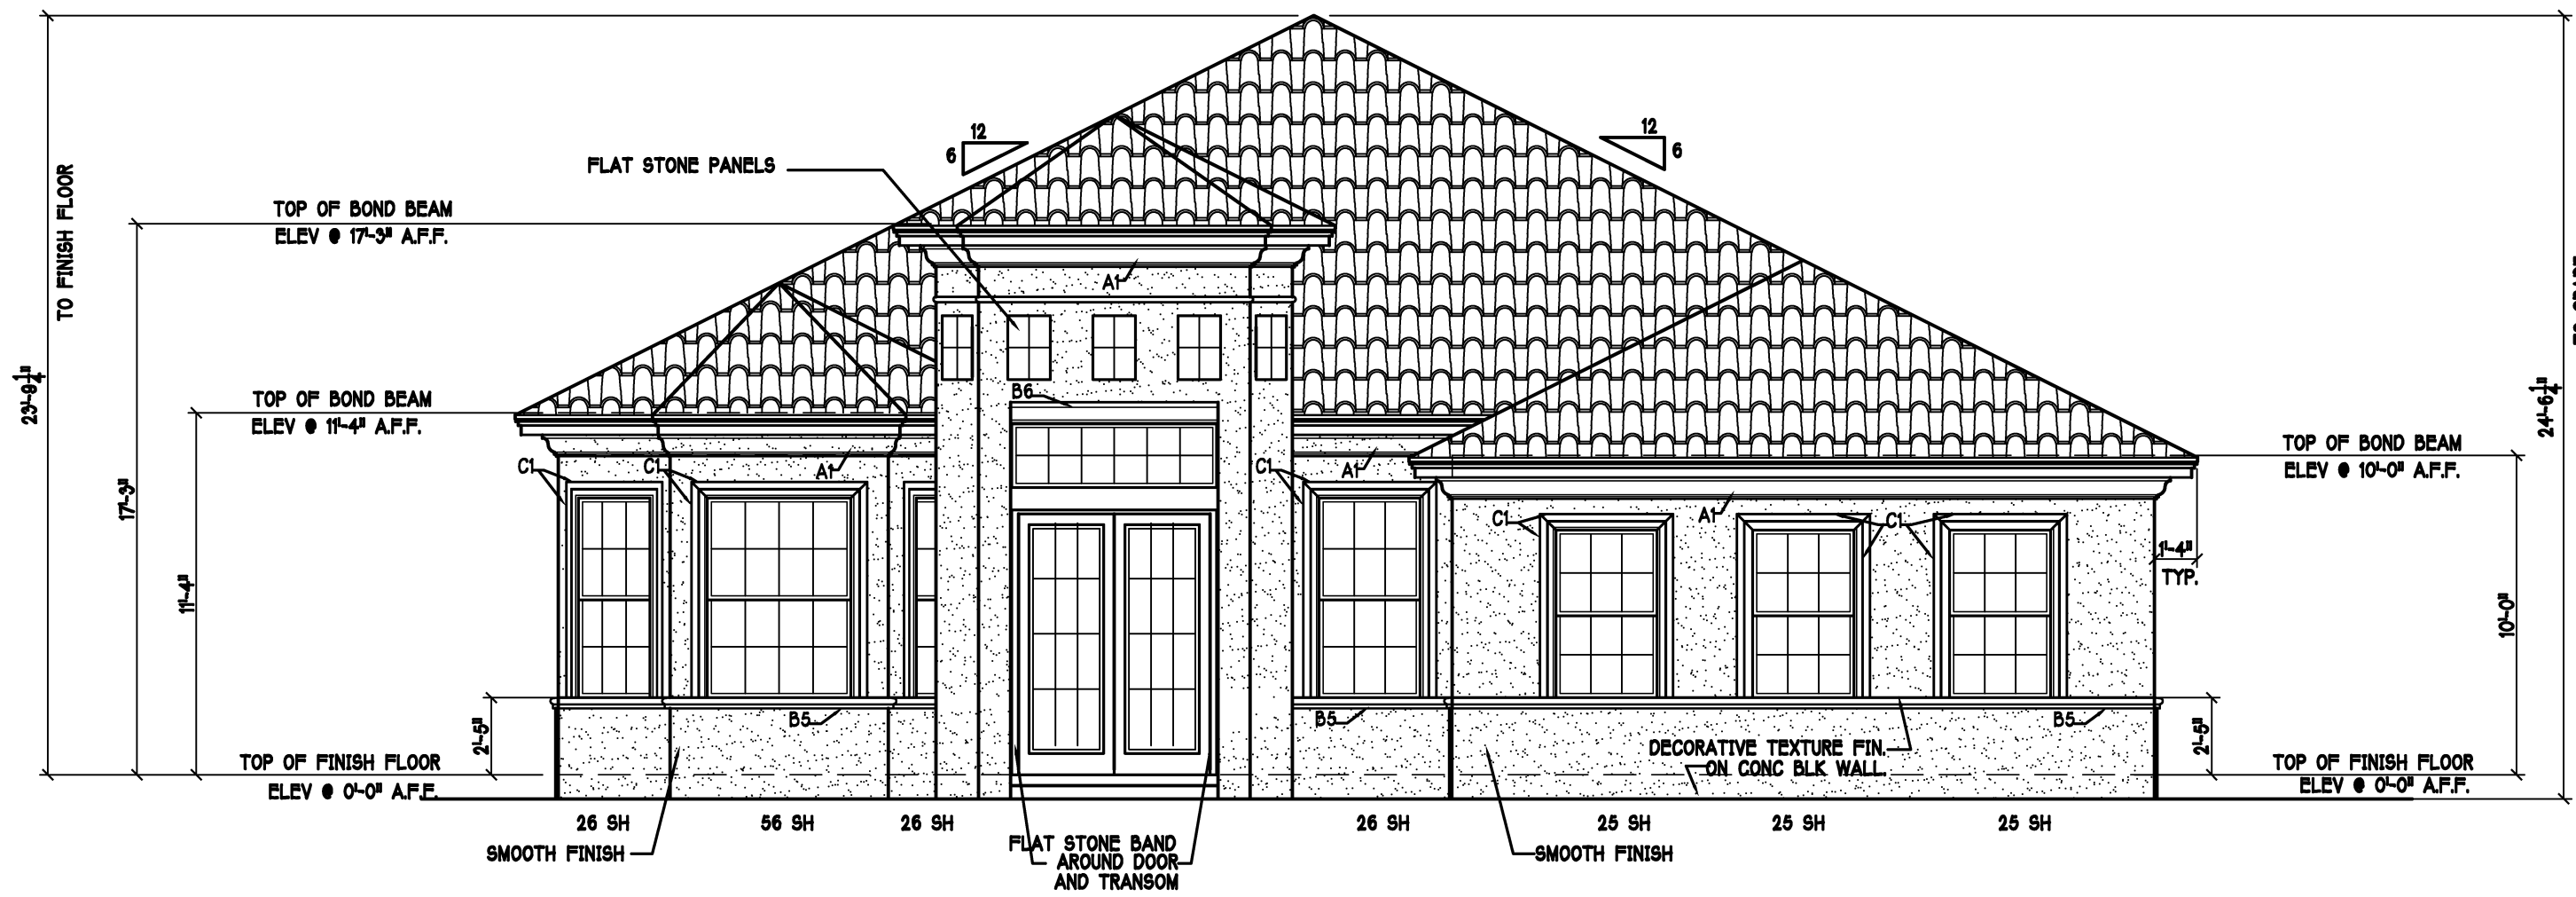 12
6
12
6
FLAT STONE PANELS
TO FINISH FLOOR
TOP OF BOND BEAM
ELEV @ 17'-3" A.F.F.
A1
23'-9 1/4"
24'-6 1/4"
B6
TOP OF BOND BEAM
ELEV @ 11'-4" A.F.F.
TOP OF BOND BEAM
ELEV @ 10'-0" A.F.F.
C1
C1
A1
C1
A1
17'-3"
C1
A1
C1
1'-4"
TYP.
11'-4"
10'-0"
2'-5"
B5
B5
B5
2'-5"
DECORATIVE TEXTURE FIN.
ON CONC BLK WALL.
TOP OF FINISH FLOOR
ELEV @ 0'-0" A.F.F.
TOP OF FINISH FLOOR
ELEV @ 0'-0" A.F.F.
26 SH
56 SH
26 SH
26 SH
25 SH
25 SH
25 SH
SMOOTH FINISH
FLAT STONE BAND
AROUND DOOR
AND TRANSOM
SMOOTH FINISH